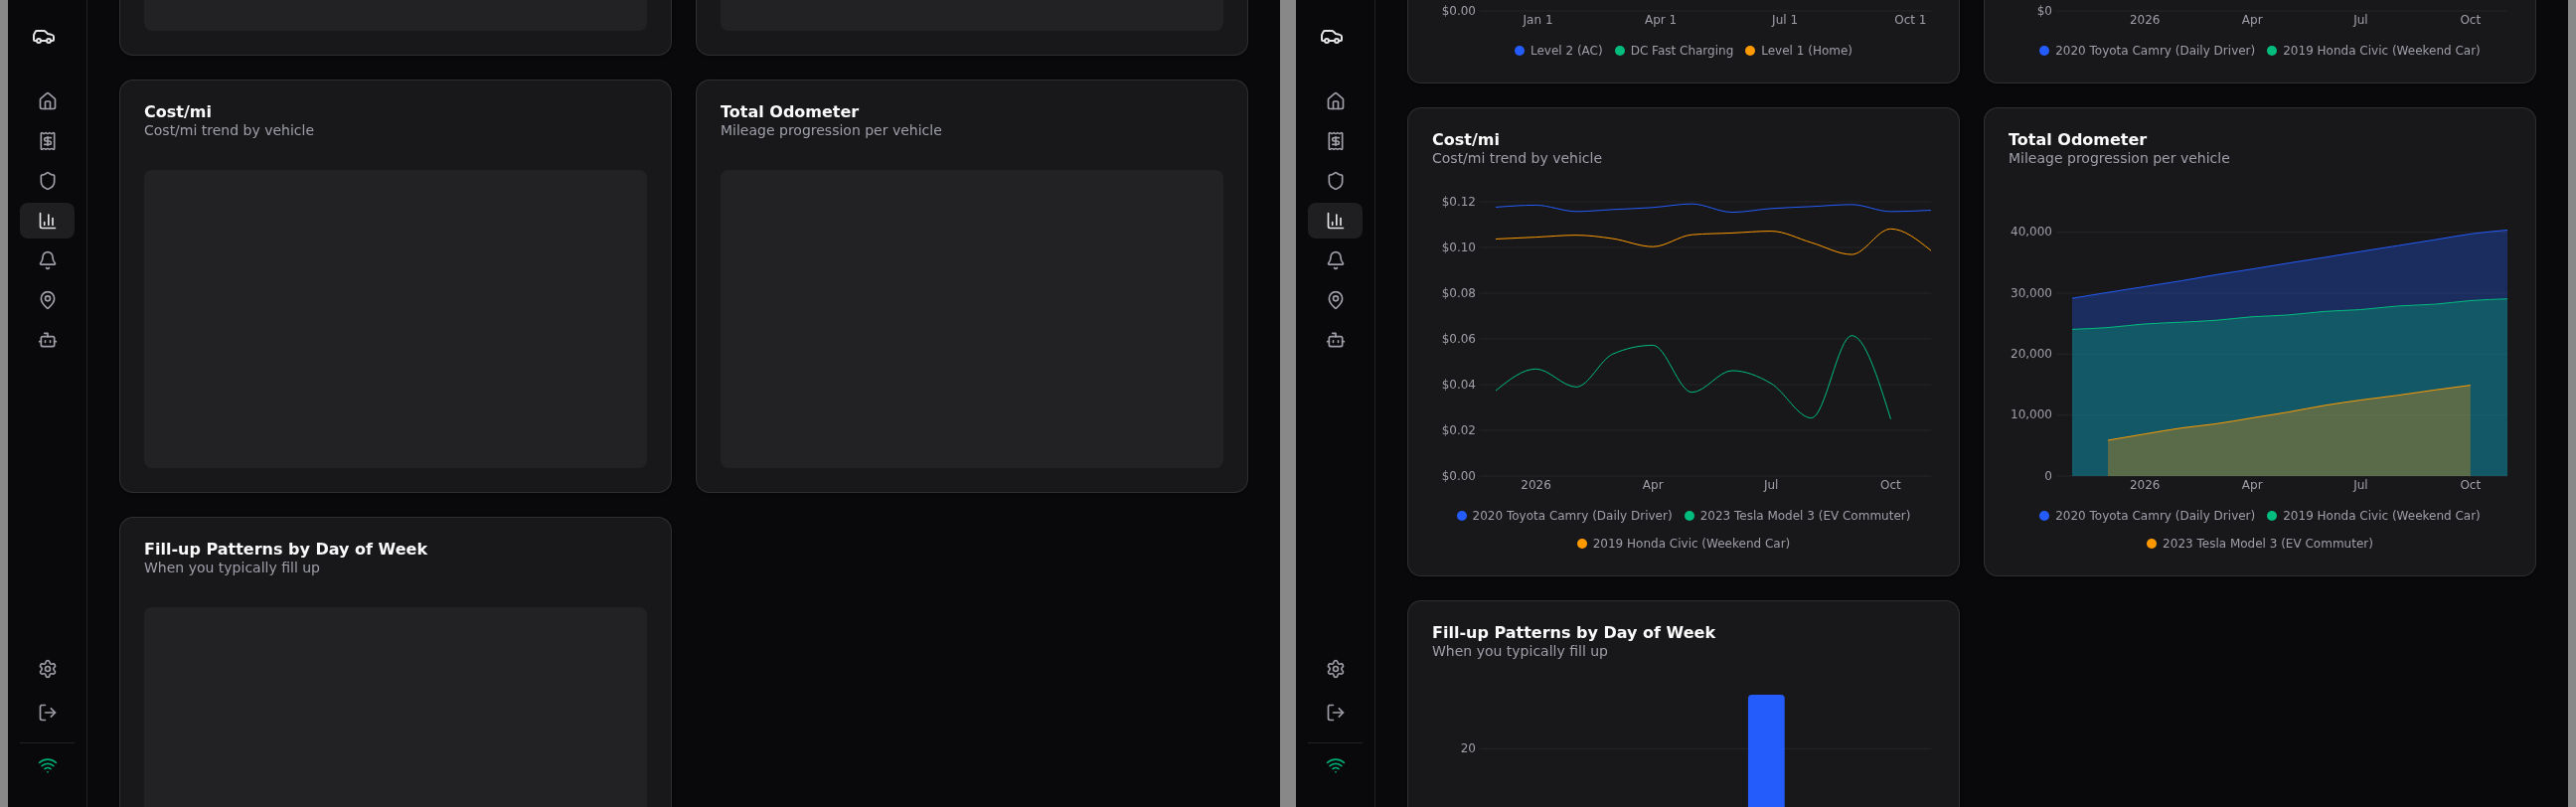 Cost/mi
Cost/mi trend by vehicle
Total Odometer
Mileage progression per vehicle
Fill-up Patterns by Day of Week
When you typically fill up
$0.00
Jan 1 Apr 1 Jul 1 Oct 1
Level 2 (AC) DC Fast Charging Level 1 (Home)
$0
2026 Apr Jul Oct
2020 Toyota Camry (Daily Driver) 2019 Honda Civic (Weekend Car)
Cost/mi
Cost/mi trend by vehicle
$0.12
$0.10
$0.08
$0.06
$0.04
$0.02
$0.00
2026 Apr Jul Oct
2020 Toyota Camry (Daily Driver) 2023 Tesla Model 3 (EV Commuter)
2019 Honda Civic (Weekend Car)
Total Odometer
Mileage progression per vehicle
40,000
30,000
20,000
10,000
0
2026 Apr Jul Oct
2020 Toyota Camry (Daily Driver) 2019 Honda Civic (Weekend Car)
2023 Tesla Model 3 (EV Commuter)
Fill-up Patterns by Day of Week
When you typically fill up
20